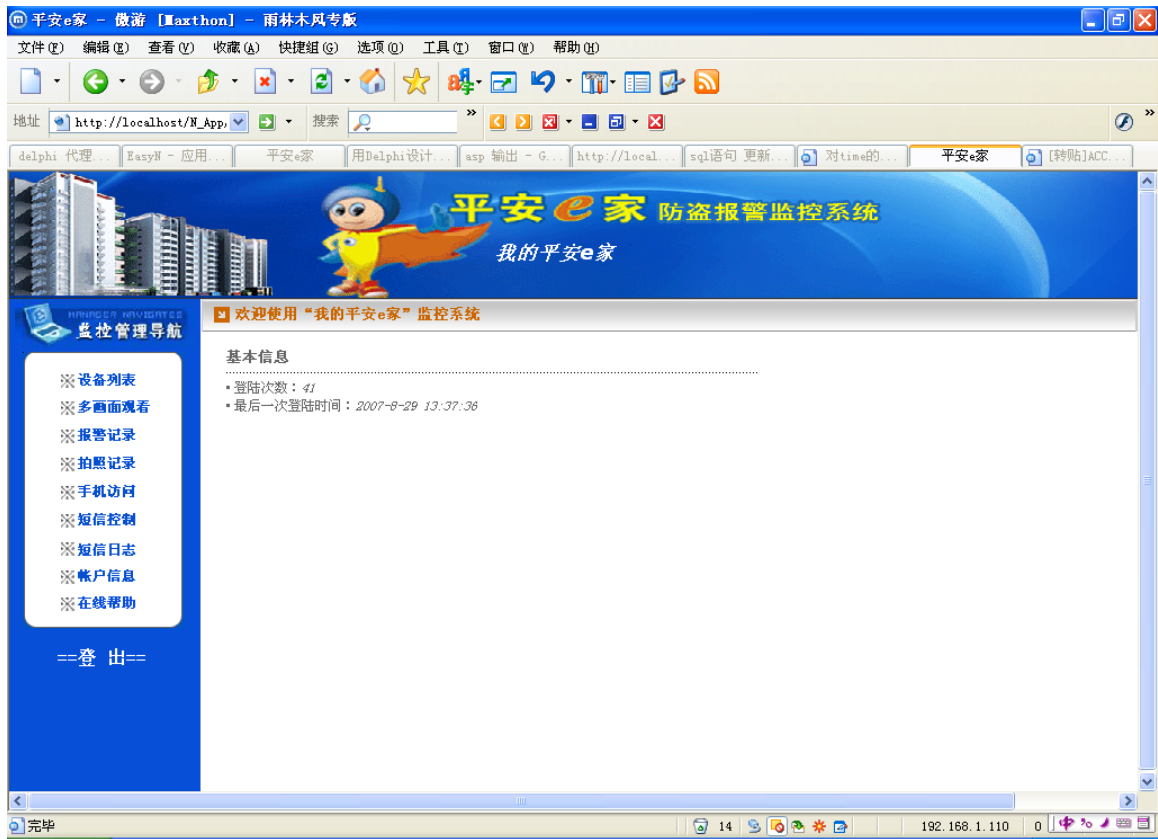 平安e家 - 傲游 [Maxthon] - 雨林木风专版
文件(F) 编辑(E) 查看(V) 收藏(A) 快捷组(G) 选项(O) 工具(T) 窗口(W) 帮助(H)
地址 http://localhost/N_App, 搜索 »
delphi 代理... EasyN - 应用... 平安e家 用Delphi设计... asp 输出 - G... http://local... sql语句 更新... 对time的... 平安e家 [转贴]ACC...
平安e家 防盗报警监控系统
我的平安e家
MANAGER NAVIGATES
监控管理导航
欢迎使用“我的平安e家”监控系统
基本信息
登陆次数：41
最后一次登陆时间：2007-8-29 13:37:36
※设备列表
※多画面观看
※报警记录
※拍照记录
※手机访问
※短信控制
※短信日志
※帐户信息
※在线帮助
==登 出==
完毕 14 192.168.1.110 0 中